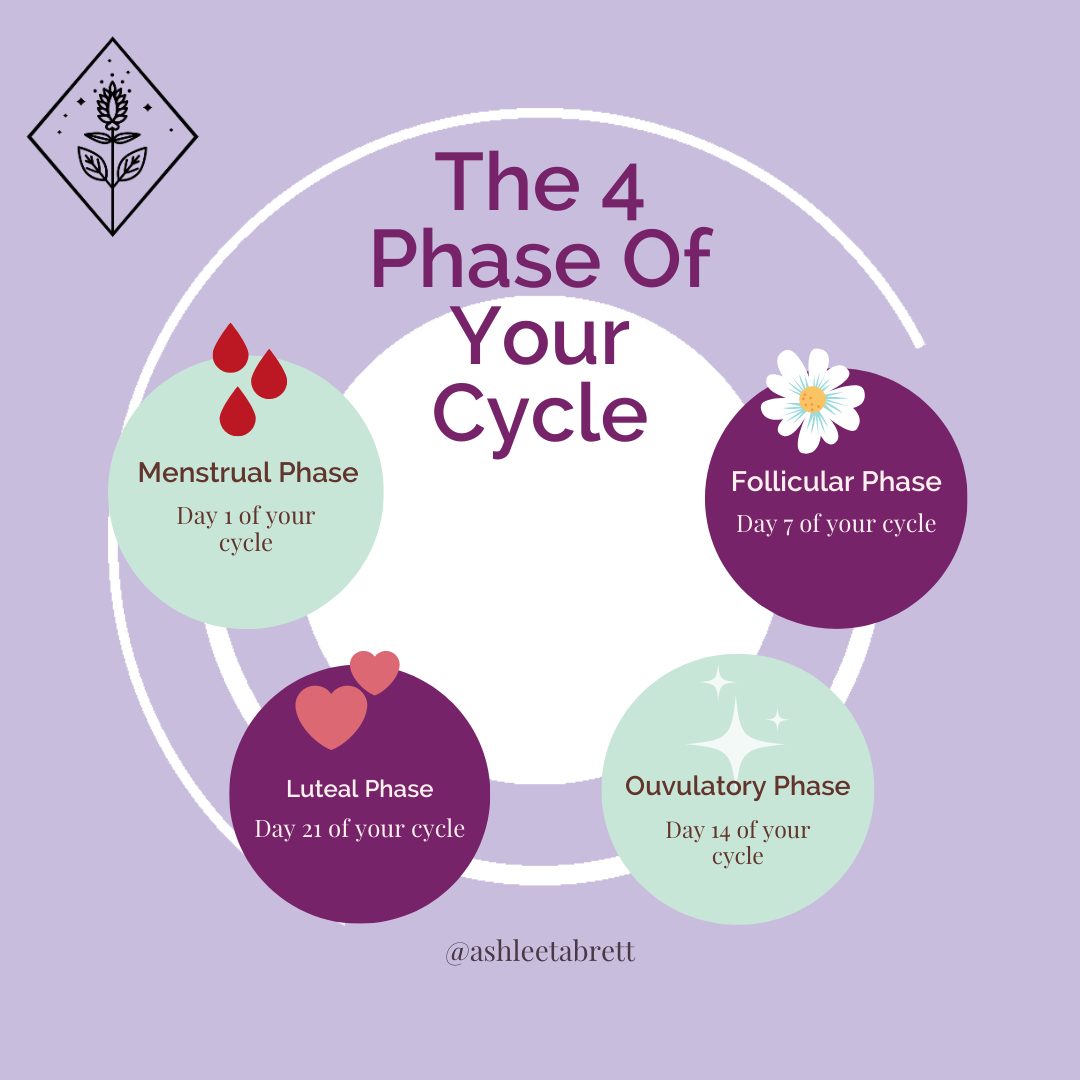 The 4
Phase Of
Your
Cycle
Menstrual Phase
Day 1 of your
cycle
Follicular Phase
Day 7 of your cycle
Luteal Phase
Day 21 of your cycle
Ouvulatory Phase
Day 14 of your
cycle
@ashleetabrett